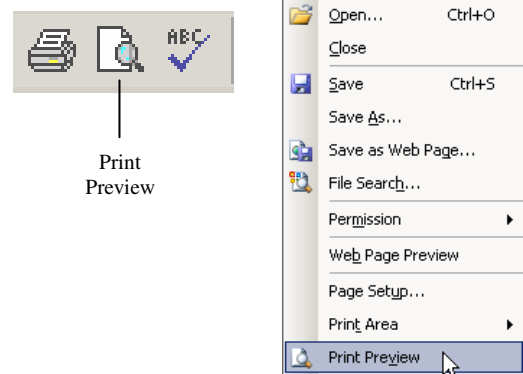 ABC
Print
Preview
Open... Ctrl+O
Close
Save Ctrl+S
Save As...
Save as Web Page...
File Search...
Permission
Web Page Preview
Page Setup...
Print Area
Print Preview